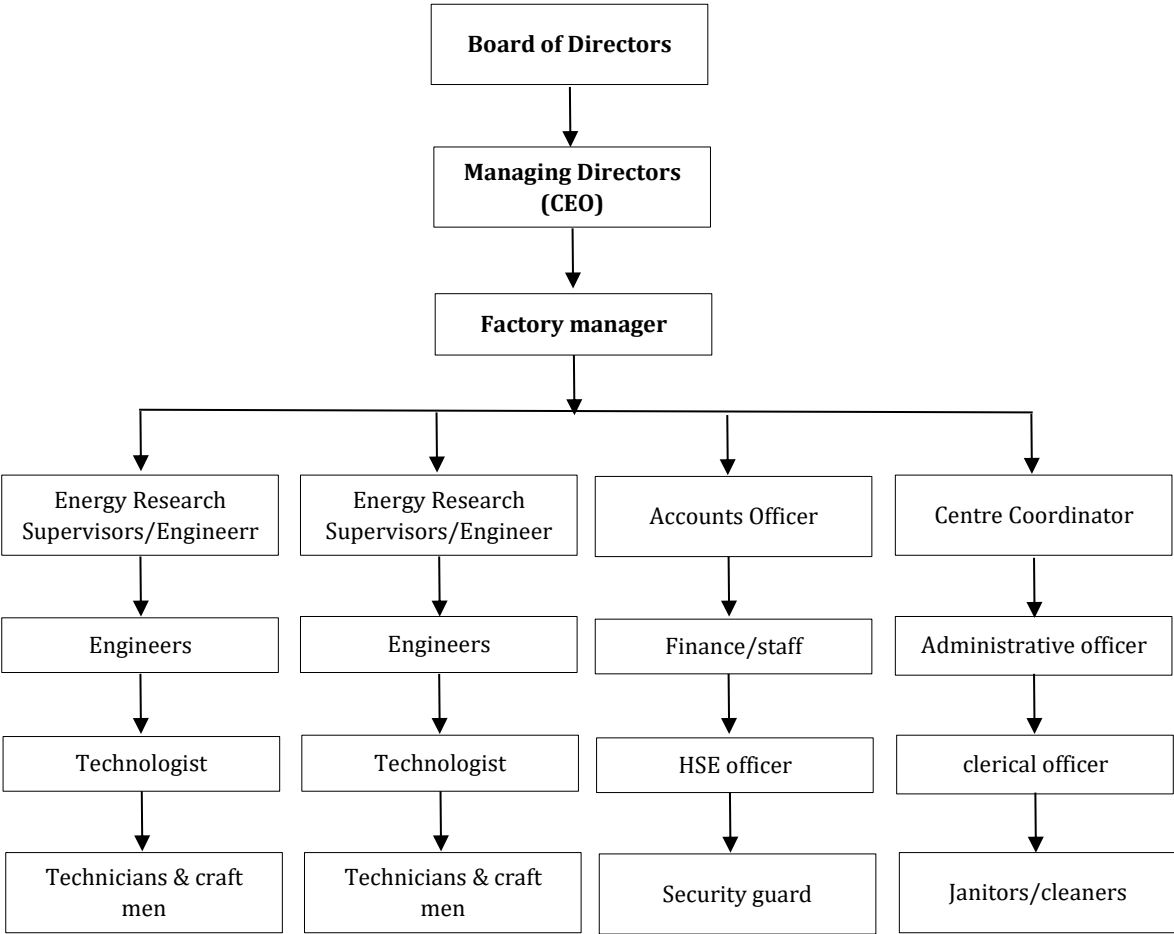 Board of Directors
Managing Directors
(CEO)
Factory manager
Energy Research
Supervisors/Engineerr
Energy Research
Supervisors/Engineer
Accounts Officer
Centre Coordinator
Engineers
Engineers
Finance/staff
Administrative officer
Technologist
Technologist
HSE officer
clerical officer
Technicians & craft
men
Technicians & craft
men
Security guard
Janitors/cleaners